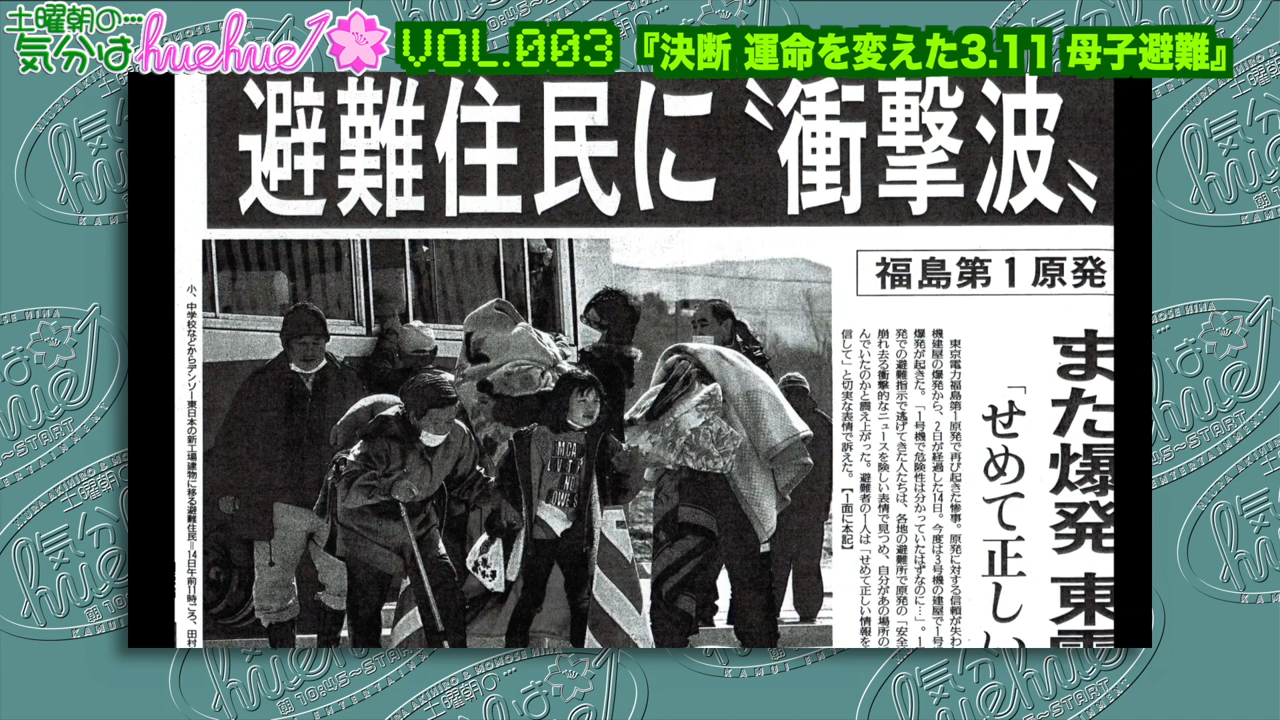 土曜朝の…
気分はhuehue♪
VOL.003
『決断 運命を変えた3.11 母子避難』
避難住民に〝衝撃波〟
福島第1原発
また爆発 東電
「せめて正しい
東京電力福島第1原発で再び起きた惨事。原発に対する信頼が失わ
機建屋の爆発から、2日が経過した14日。今度は3号機の建屋で1号
爆発が起きた。「1号機で危険性は分かっていたはずなのに…」。1
発での避難指示で逃げてきた人たちは、各地の避難所で原発の「安全
崩れ去る衝撃的なニュースを険しい表情で見つめ、自分があの場所の
んでいたのかと震え上がった。避難者の1人は「せめて正しい情報を
信して」と切実な表情で訴えた。【1面に本記】
小、中学校などからデンソー東日本の新工場建物に移る避難住民=14日午前11時ごろ、田村